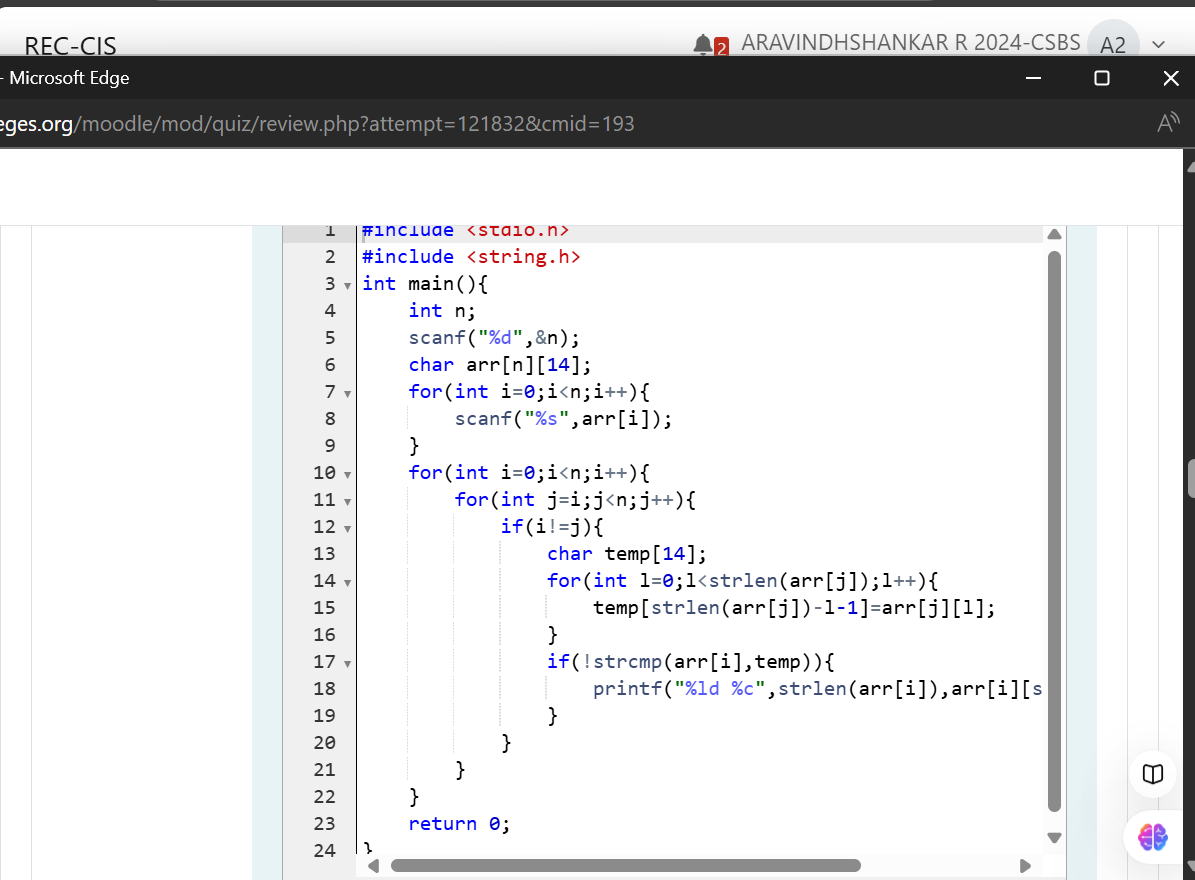 REC-CIS
2 ARAVINDHSHANKAR R 2024-CSBS A2
- Microsoft Edge
eges.org/moodle/mod/quiz/review.php?attempt=121832&cmid=193
1 #include <stdio.h>
2 #include <string.h>
3 int main(){
4     int n;
5     scanf("%d",&n);
6     char arr[n][14];
7     for(int i=0;i<n;i++){
8         scanf("%s",arr[i]);
9     }
10     for(int i=0;i<n;i++){
11         for(int j=i;j<n;j++){
12             if(i!=j){
13                 char temp[14];
14                 for(int l=0;l<strlen(arr[j]);l++){
15                     temp[strlen(arr[j])-l-1]=arr[j][l];
16                 }
17                 if(!strcmp(arr[i],temp)){
18                     printf("%ld %c",strlen(arr[i]),arr[i][s
19                 }
20             }
21         }
22     }
23     return 0;
24 }